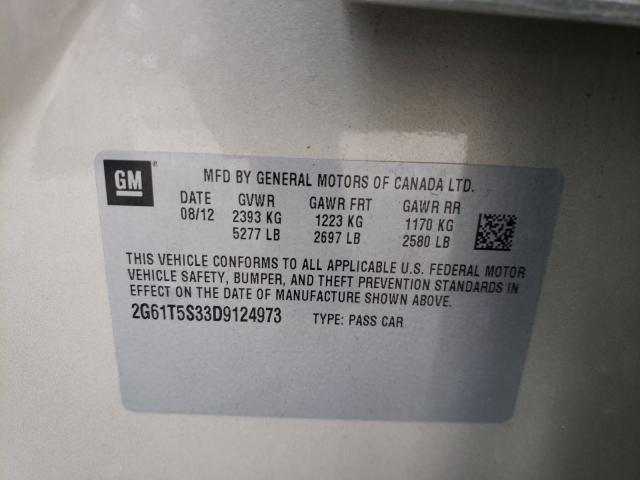 GM
MFD BY GENERAL MOTORS OF CANADA LTD.
DATE GVWR GAWR FRT GAWR RR
08/12 2393 KG 1223 KG 1170 KG
5277 LB 2697 LB 2580 LB
THIS VEHICLE CONFORMS TO ALL APPLICABLE U.S. FEDERAL MOTOR
VEHICLE SAFETY, BUMPER, AND THEFT PREVENTION STANDARDS IN
EFFECT ON THE DATE OF MANUFACTURE SHOWN ABOVE.
2G61T5S33D9124973 TYPE: PASS CAR